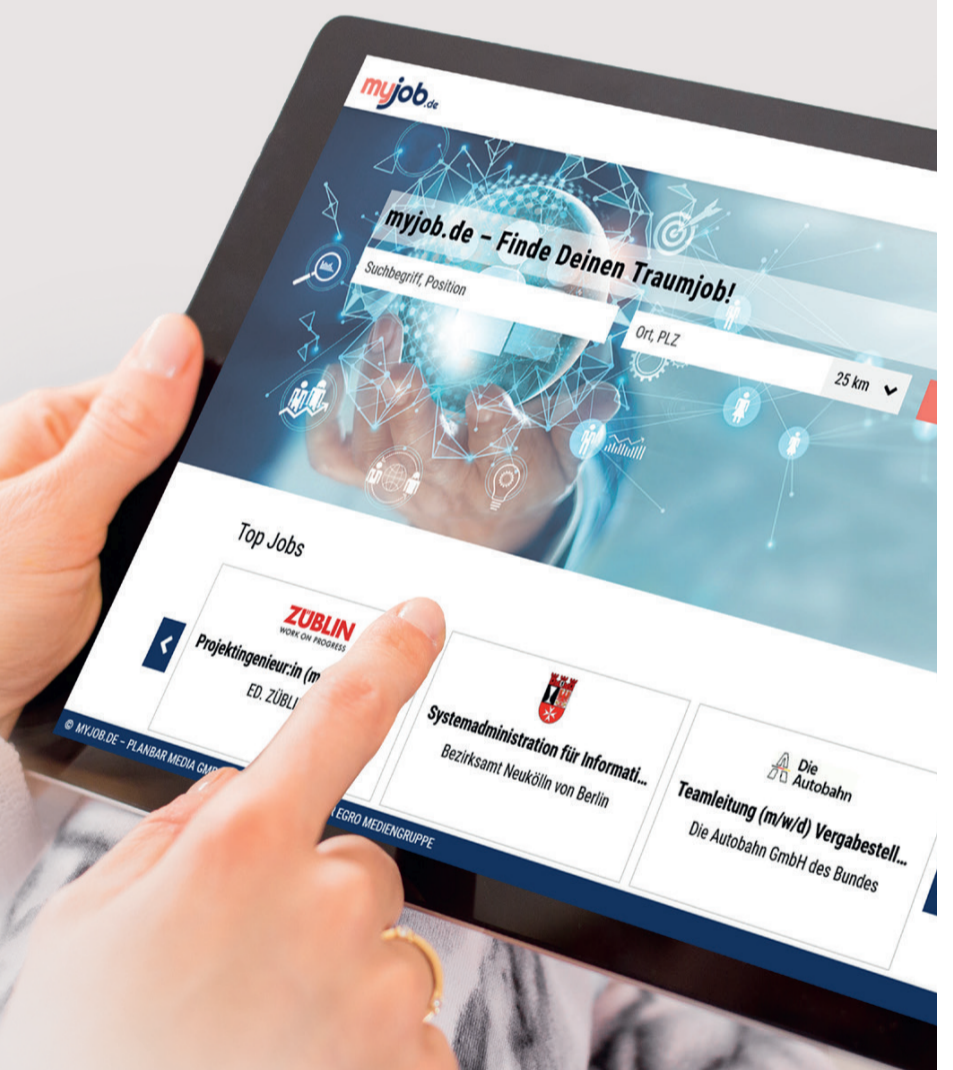 myjob.de
myjob.de – Finde Deinen Traumjob!
Suchbegriff, Position
Ort, PLZ
25 km
Top Jobs
ZÜBLIN
WORK ON PROGRESS
Projektingenieur:in (m
ED. ZÜBLI
Systemadministration für Informati...
Bezirksamt Neukölln von Berlin
Die
Autobahn
Teamleitung (m/w/d) Vergabestell...
Die Autobahn GmbH des Bundes
© MYJOB.DE – PLANBAR MEDIA GMB
EGRO MEDIENGRUPPE